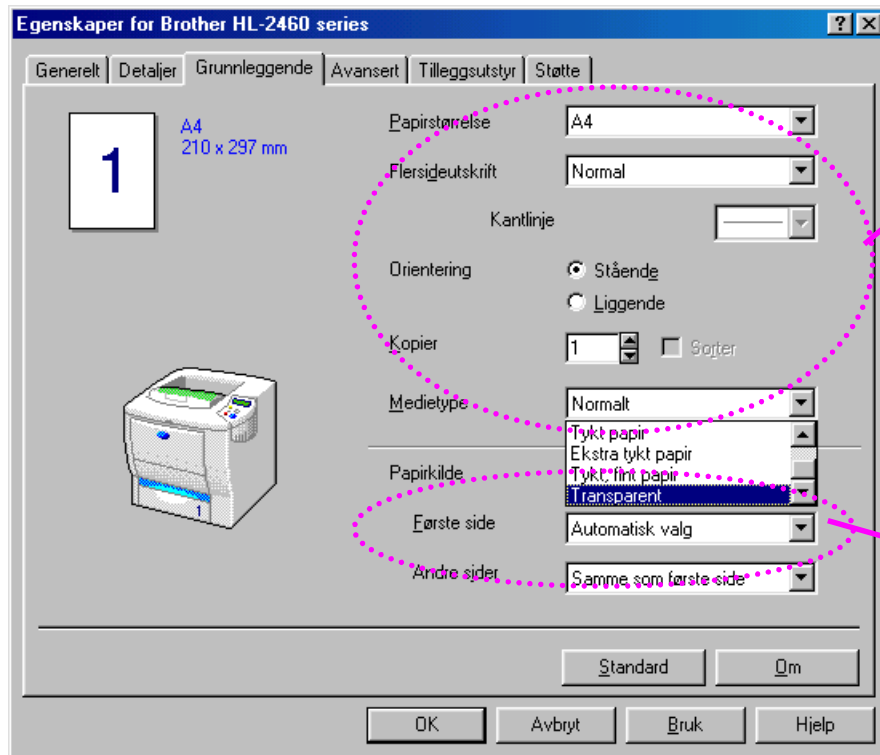 Egenskaper for Brother HL-2460 series
Generelt Detaljer Grunnleggende Avansert Tilleggsutstyr Støtte
1
A4
210 x 297 mm
Papirstørrelse A4
Flersideutskrift Normal
Kantlinje
Orientering Stående
Liggende
Kopier 1 Sorter
Medietype Normalt
Tykt papir
Ekstra tykt papir
Tykt, fint papir
Transparent
Papirkilde
Første side Automatisk valg
Andre sider Samme som første side
1
Standard Om
OK Avbryt Bruk Hjelp